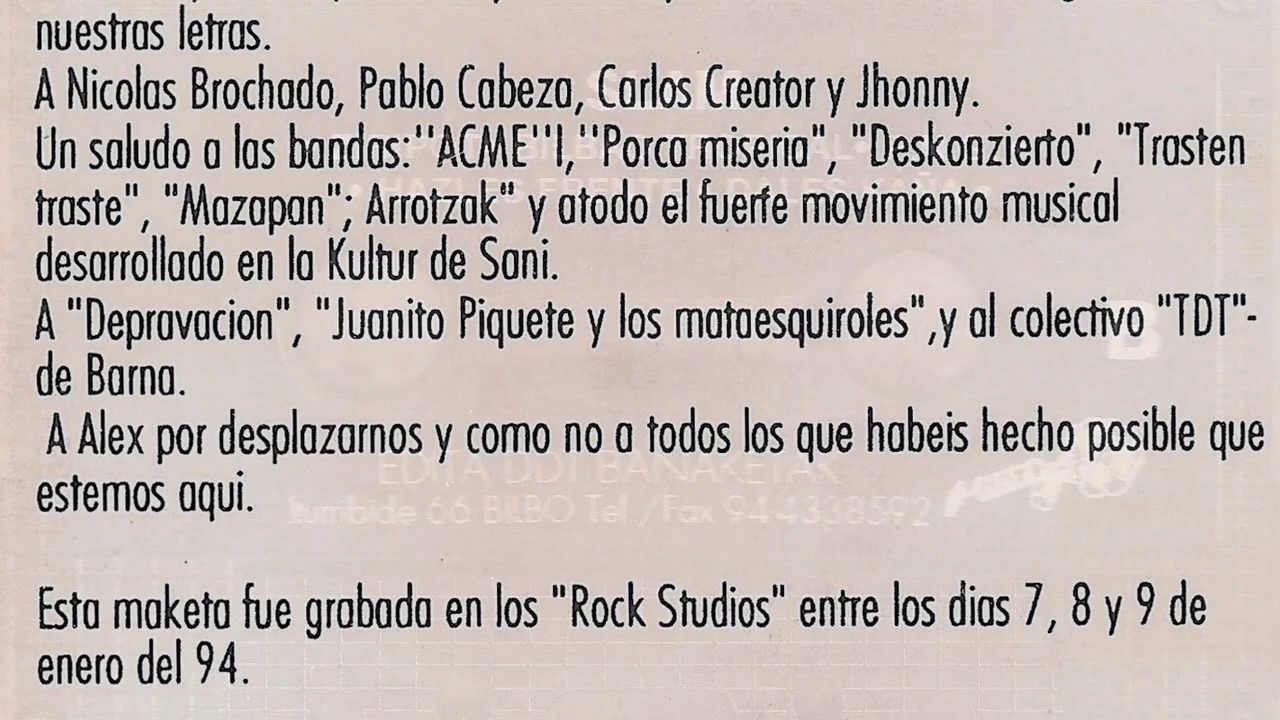 nuestras letras.
A Nicolas Brochado, Pablo Cabeza, Carlos Creator y Jhonny.
Un saludo a las bandas:''ACME''I,''Porca miseria", "Deskonzierto", "Trasten
traste", "Mazapan"; Arrotzak" y atodo el fuerte movimiento musical
desarrollado en la Kultur de Sani.
A "Depravacion", "Juanito Piquete y los mataesquiroles",y al colectivo "TDT"-
de Barna.
A Alex por desplazarnos y como no a todos los que habeis hecho posible que
estemos aqui.
EDITA DDT BANAKETAK
Iturribide 66 BILBO Tel./Fax 94-4338592
Esta maketa fue grabada en los "Rock Studios" entre los dias 7, 8 y 9 de
enero del 94.